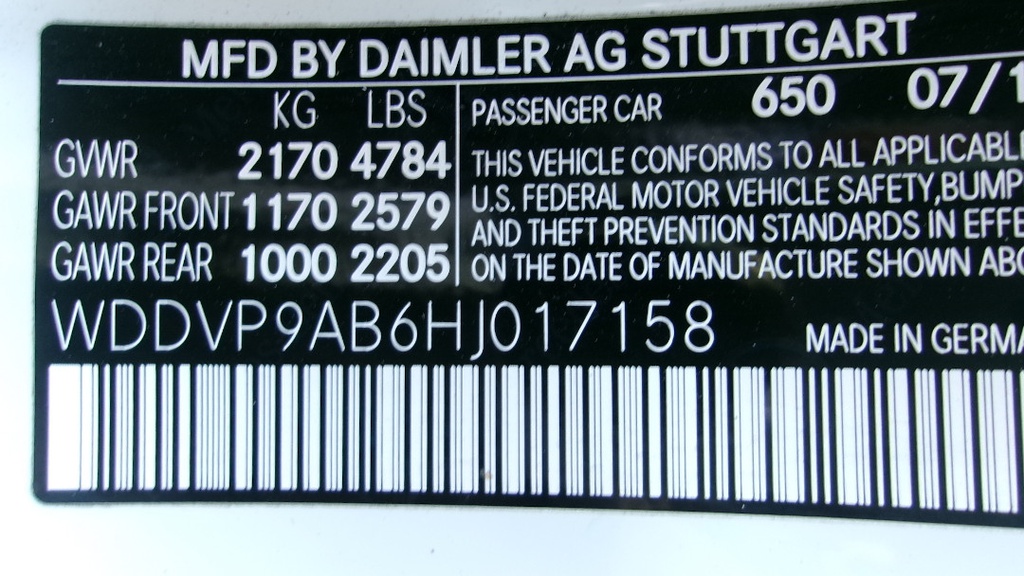 MFD BY DAIMLER AG STUTTGART
KG LBS
GVWR 2170 4784
GAWR FRONT 1170 2579
GAWR REAR 1000 2205
PASSENGER CAR 650 07/1
THIS VEHICLE CONFORMS TO ALL APPLICABL
U.S. FEDERAL MOTOR VEHICLE SAFETY,BUMP
AND THEFT PREVENTION STANDARDS IN EFFE
ON THE DATE OF MANUFACTURE SHOWN ABO
WDDVP9AB6HJ017158
MADE IN GERMA